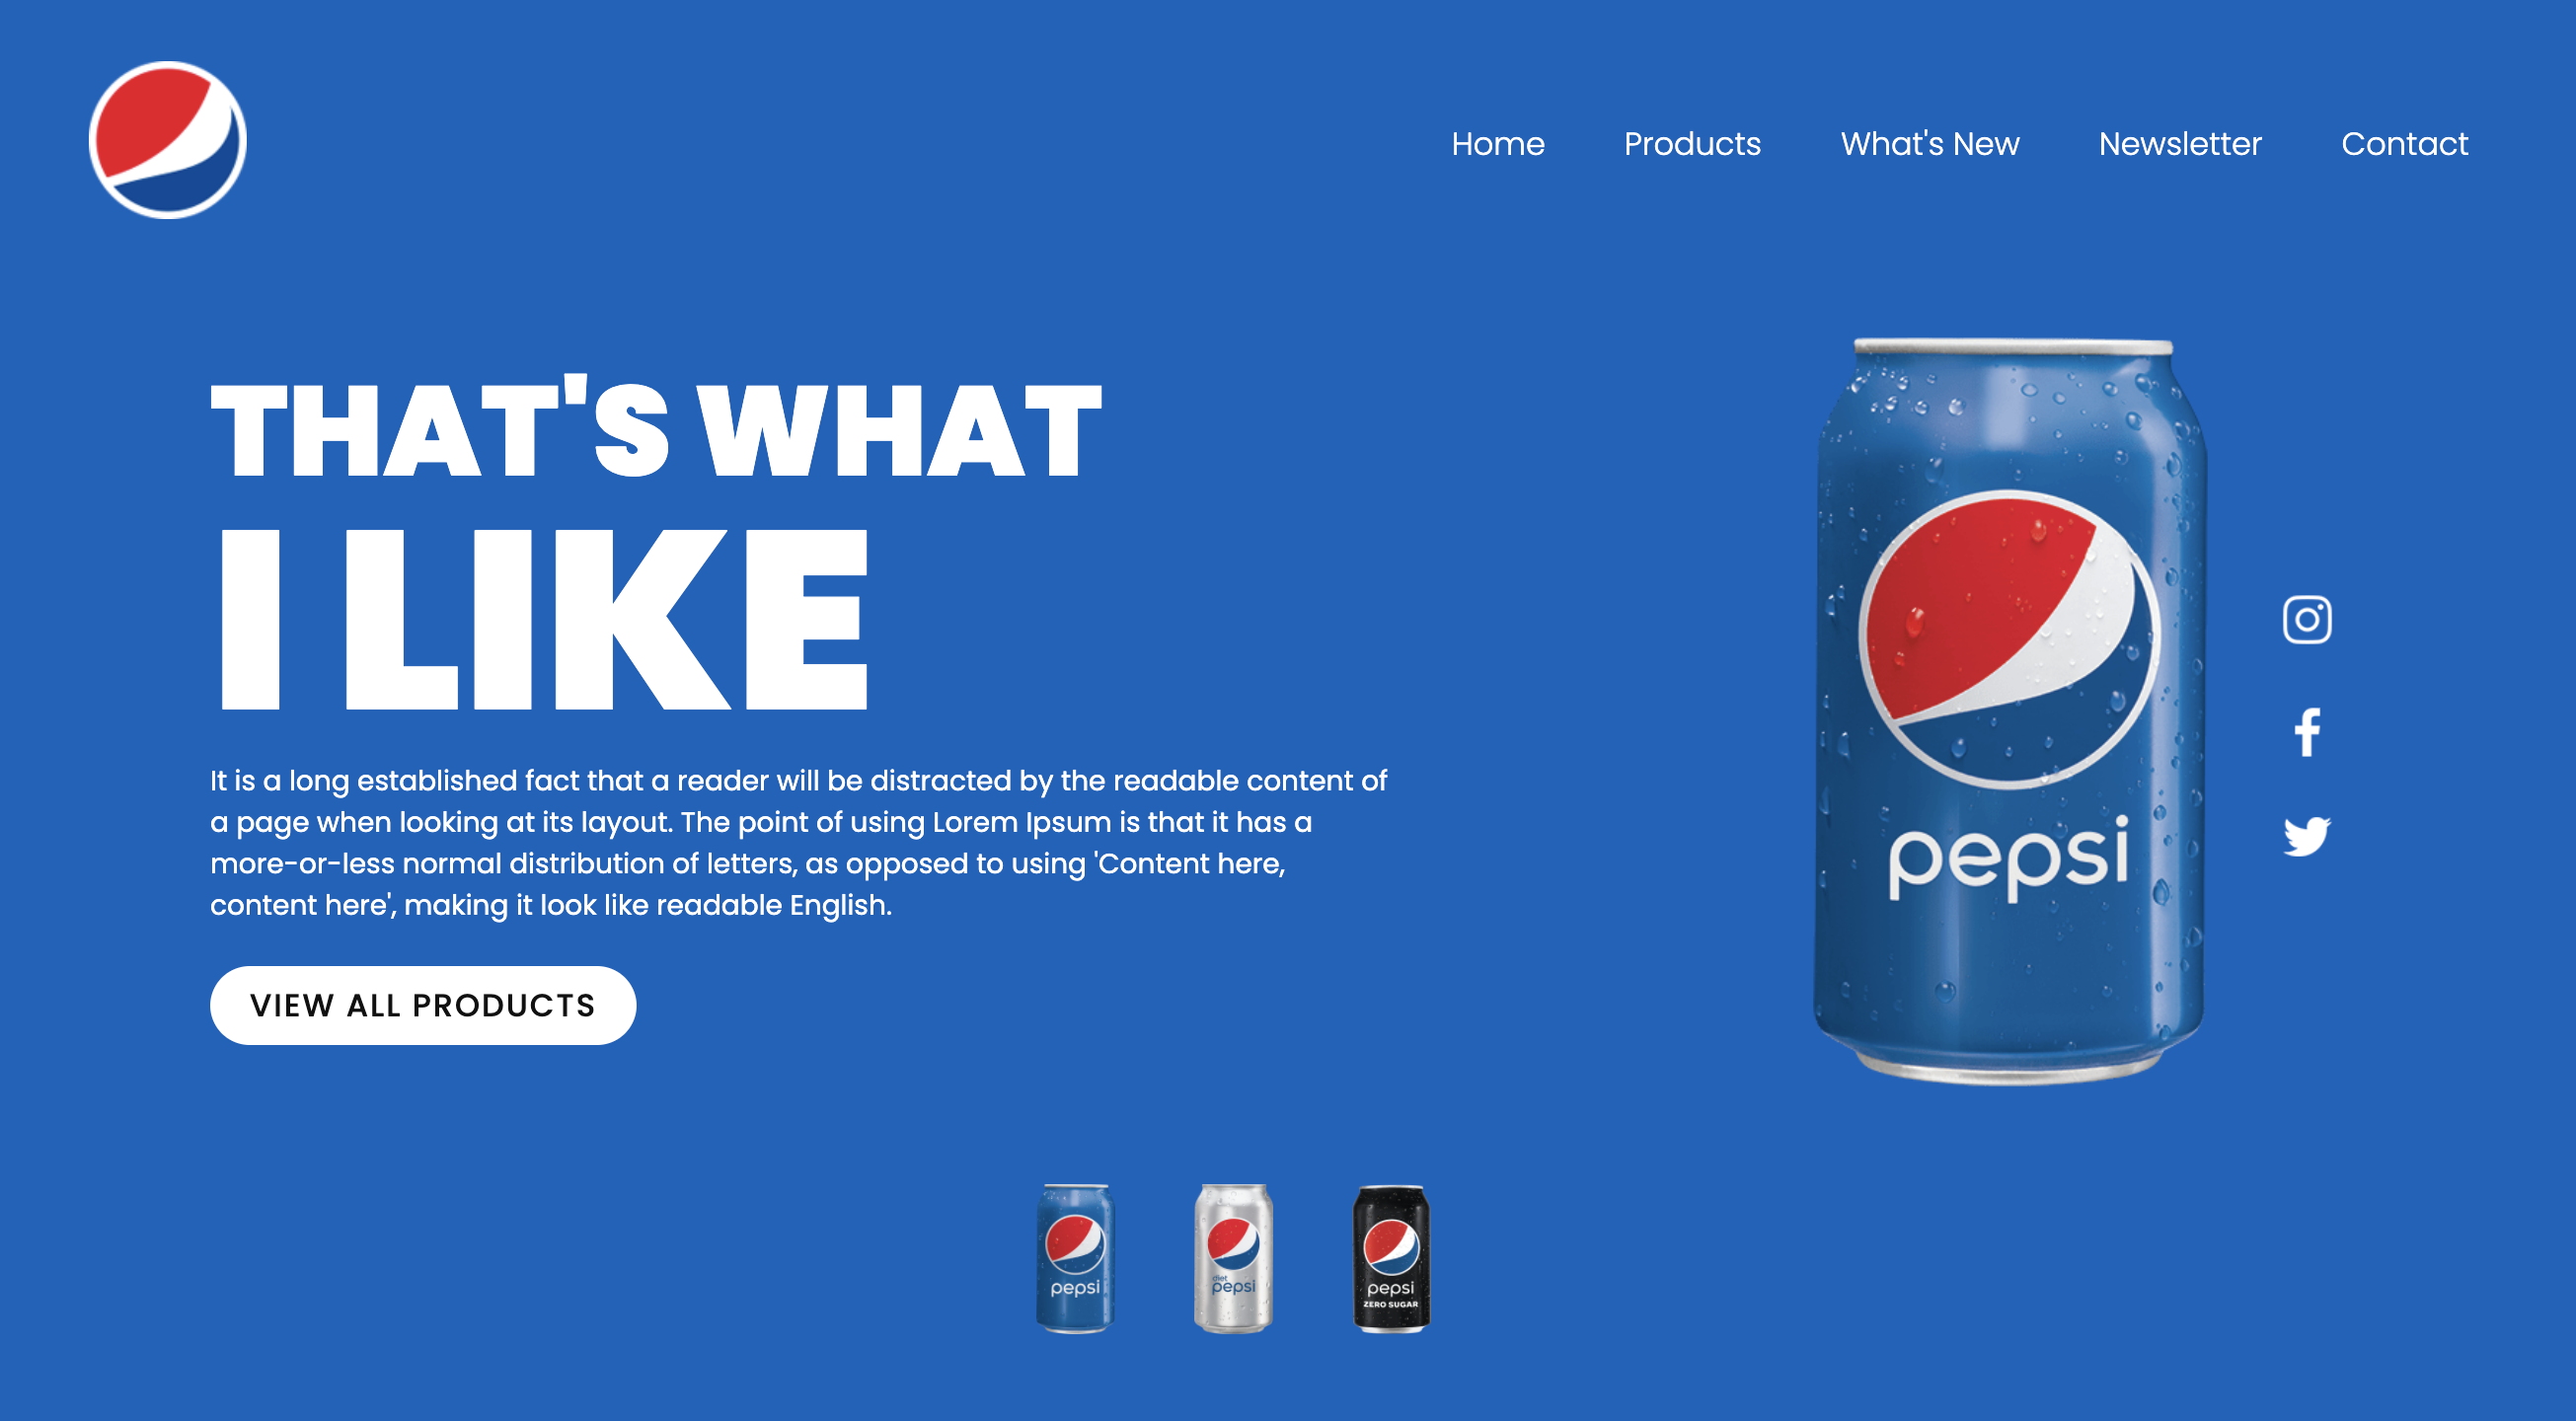 Home Products What's New Newsletter Contact
THAT'S WHAT
I LIKE
It is a long established fact that a reader will be distracted by the readable content of
a page when looking at its layout. The point of using Lorem Ipsum is that it has a
more-or-less normal distribution of letters, as opposed to using 'Content here,
content here', making it look like readable English.
VIEW ALL PRODUCTS
pepsi
pepsi
diet
pepsi
pepsi
ZERO SUGAR